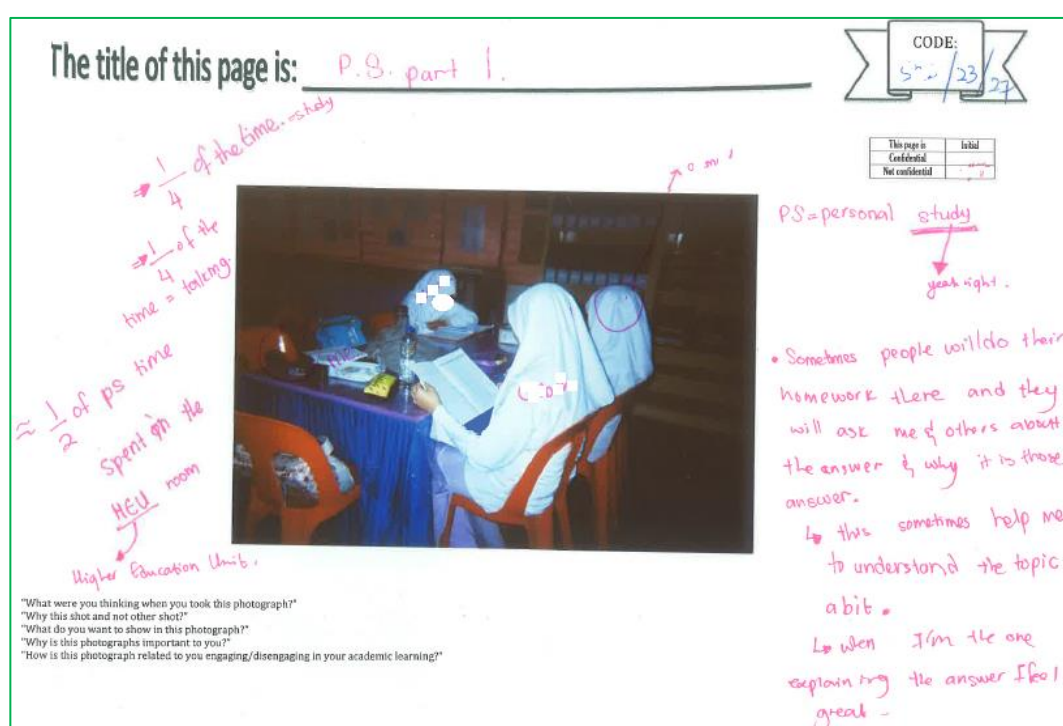 The title of this page is: P.S. part 1.
CODE:
/23/27
This page is Initial
Confidential
Not confidential
⇒ 1/4 of the time = study
⇒ 1/4 of the
time = talking
≈ 1/2 of ps time
spent in the
HEU room
Higher Education Unit.
me
PS = personal study
yeah right.
• Sometimes people will do their
homework there and they
will ask me & others about
the answer & why it is those
answer.
↳ this sometimes help me
to understand the topic
abit.
↳ when I'm the one
explaining the answer I feel
great -
"What were you thinking when you took this photograph?"
"Why this shot and not other shot?"
"What do you want to show in this photograph?"
"Why is this photographs important to you?"
"How is this photograph related to you engaging/disengaging in your academic learning?"